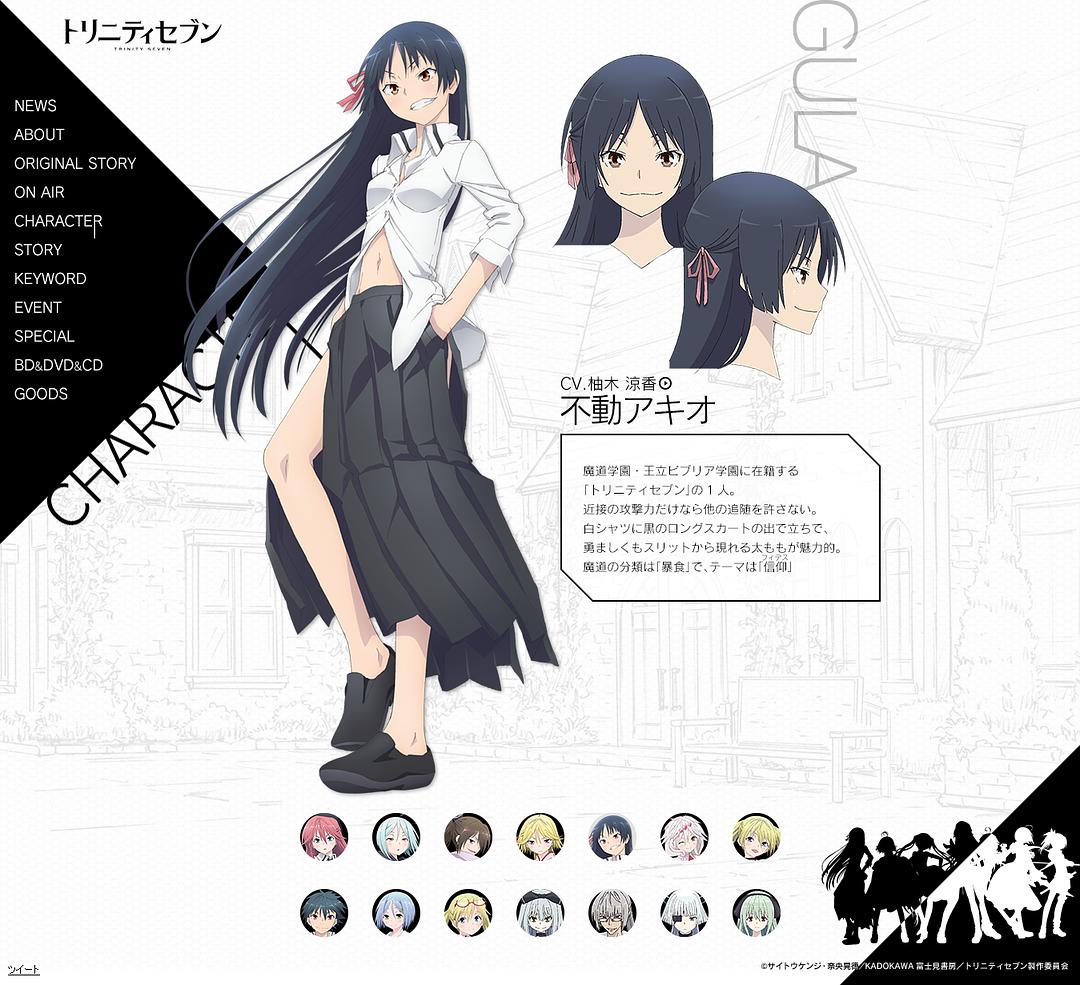 トリニティセブン
TRINITY SEVEN
NEWS
ABOUT
ORIGINAL STORY
ON AIR
CHARACTER
STORY
KEYWORD
EVENT
SPECIAL
BD&DVD&CD
GOODS
CHARACT
GULA
CV.柚木 涼香
不動アキオ
魔道学園・王立ビブリア学園に在籍する
「トリニティセブン」の1人。
近接の攻撃力だけなら他の追随を許さない。
白シャツに黒のロングスカートの出で立ちで、
勇ましくもスリットから現れる太ももが魅力的。
フィデス
魔道の分類は「暴食」で、テーマは「信仰」
ツイート
©サイトウケンジ・奈央晃徳/KADOKAWA 富士見書房/トリニティセブン製作委員会